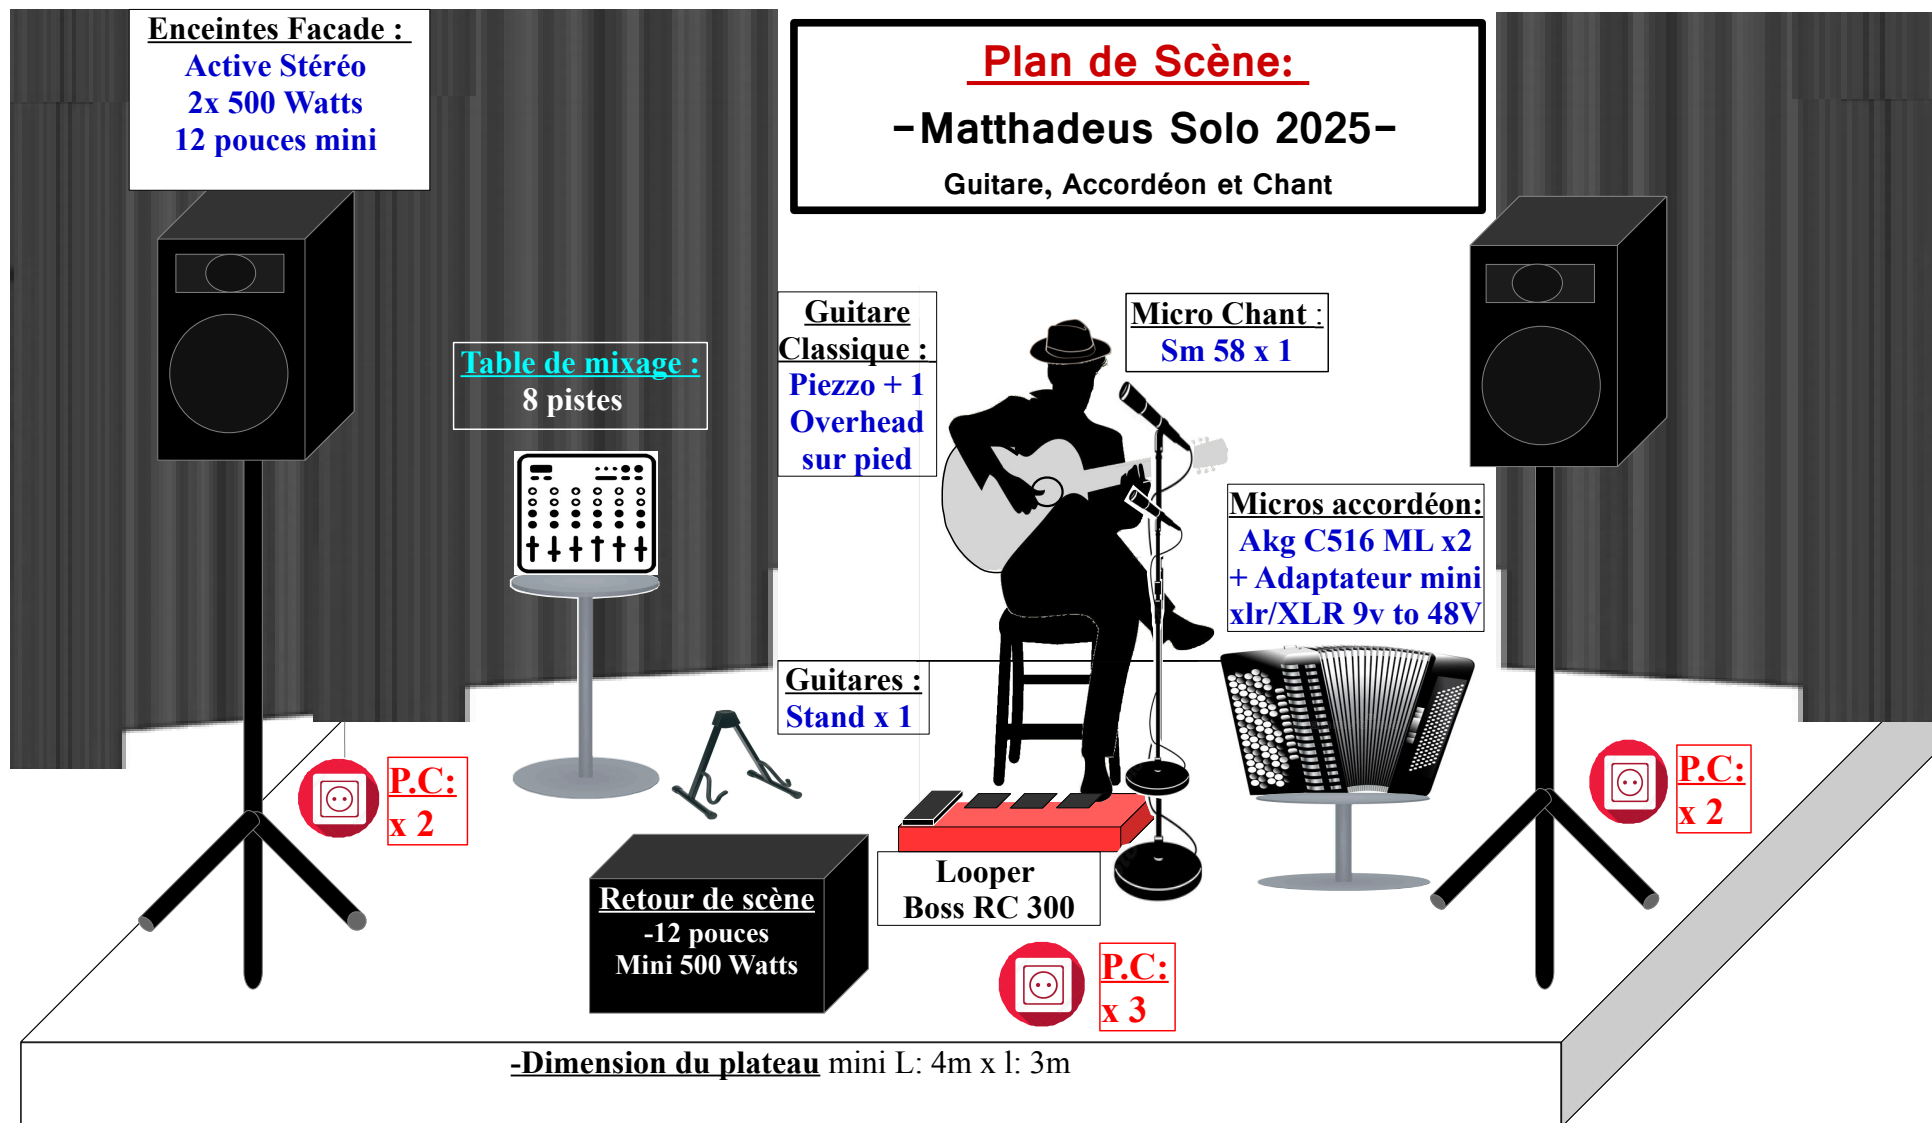 Enceintes Facade :
Active Stéréo
2x 500 Watts
12 pouces mini
Plan de Scène:
-Matthadeus Solo 2025-
Guitare, Accordéon et Chant
Guitare
Classique :
Piezzo + 1
Overhead
sur pied
Micro Chant :
Sm 58 x 1
Table de mixage :
8 pistes
Micros accordéon:
Akg C516 ML x2
+ Adaptateur mini
xlr/XLR 9v to 48V
Guitares :
Stand x 1
P.C:
x 2
P.C:
x 2
Looper
Boss RC 300
Retour de scène
-12 pouces
Mini 500 Watts
P.C:
x 3
-Dimension du plateau mini L: 4m x l: 3m